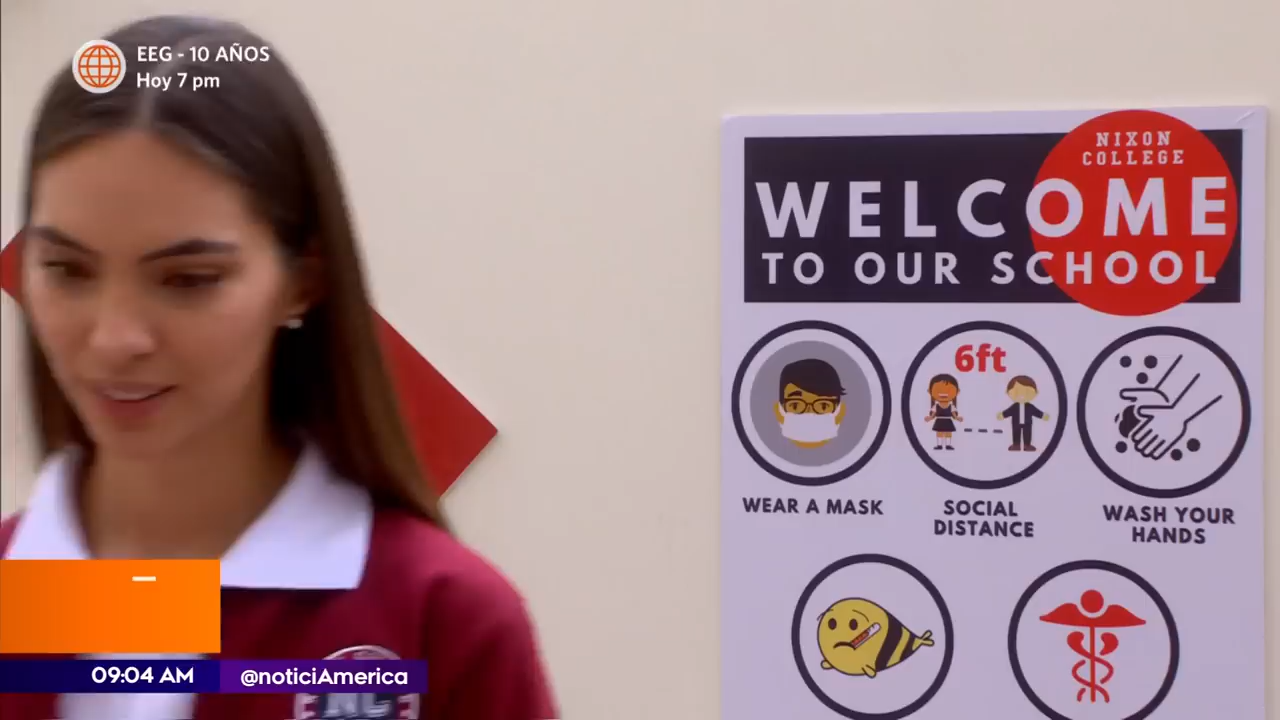 EEG - 10 AÑOS
Hoy 7 pm
NIXON
COLLEGE
WELCOME
TO OUR SCHOOL
6ft
WEAR A MASK
SOCIAL
DISTANCE
WASH YOUR
HANDS
09:04 AM
@noticiAmerica
NC